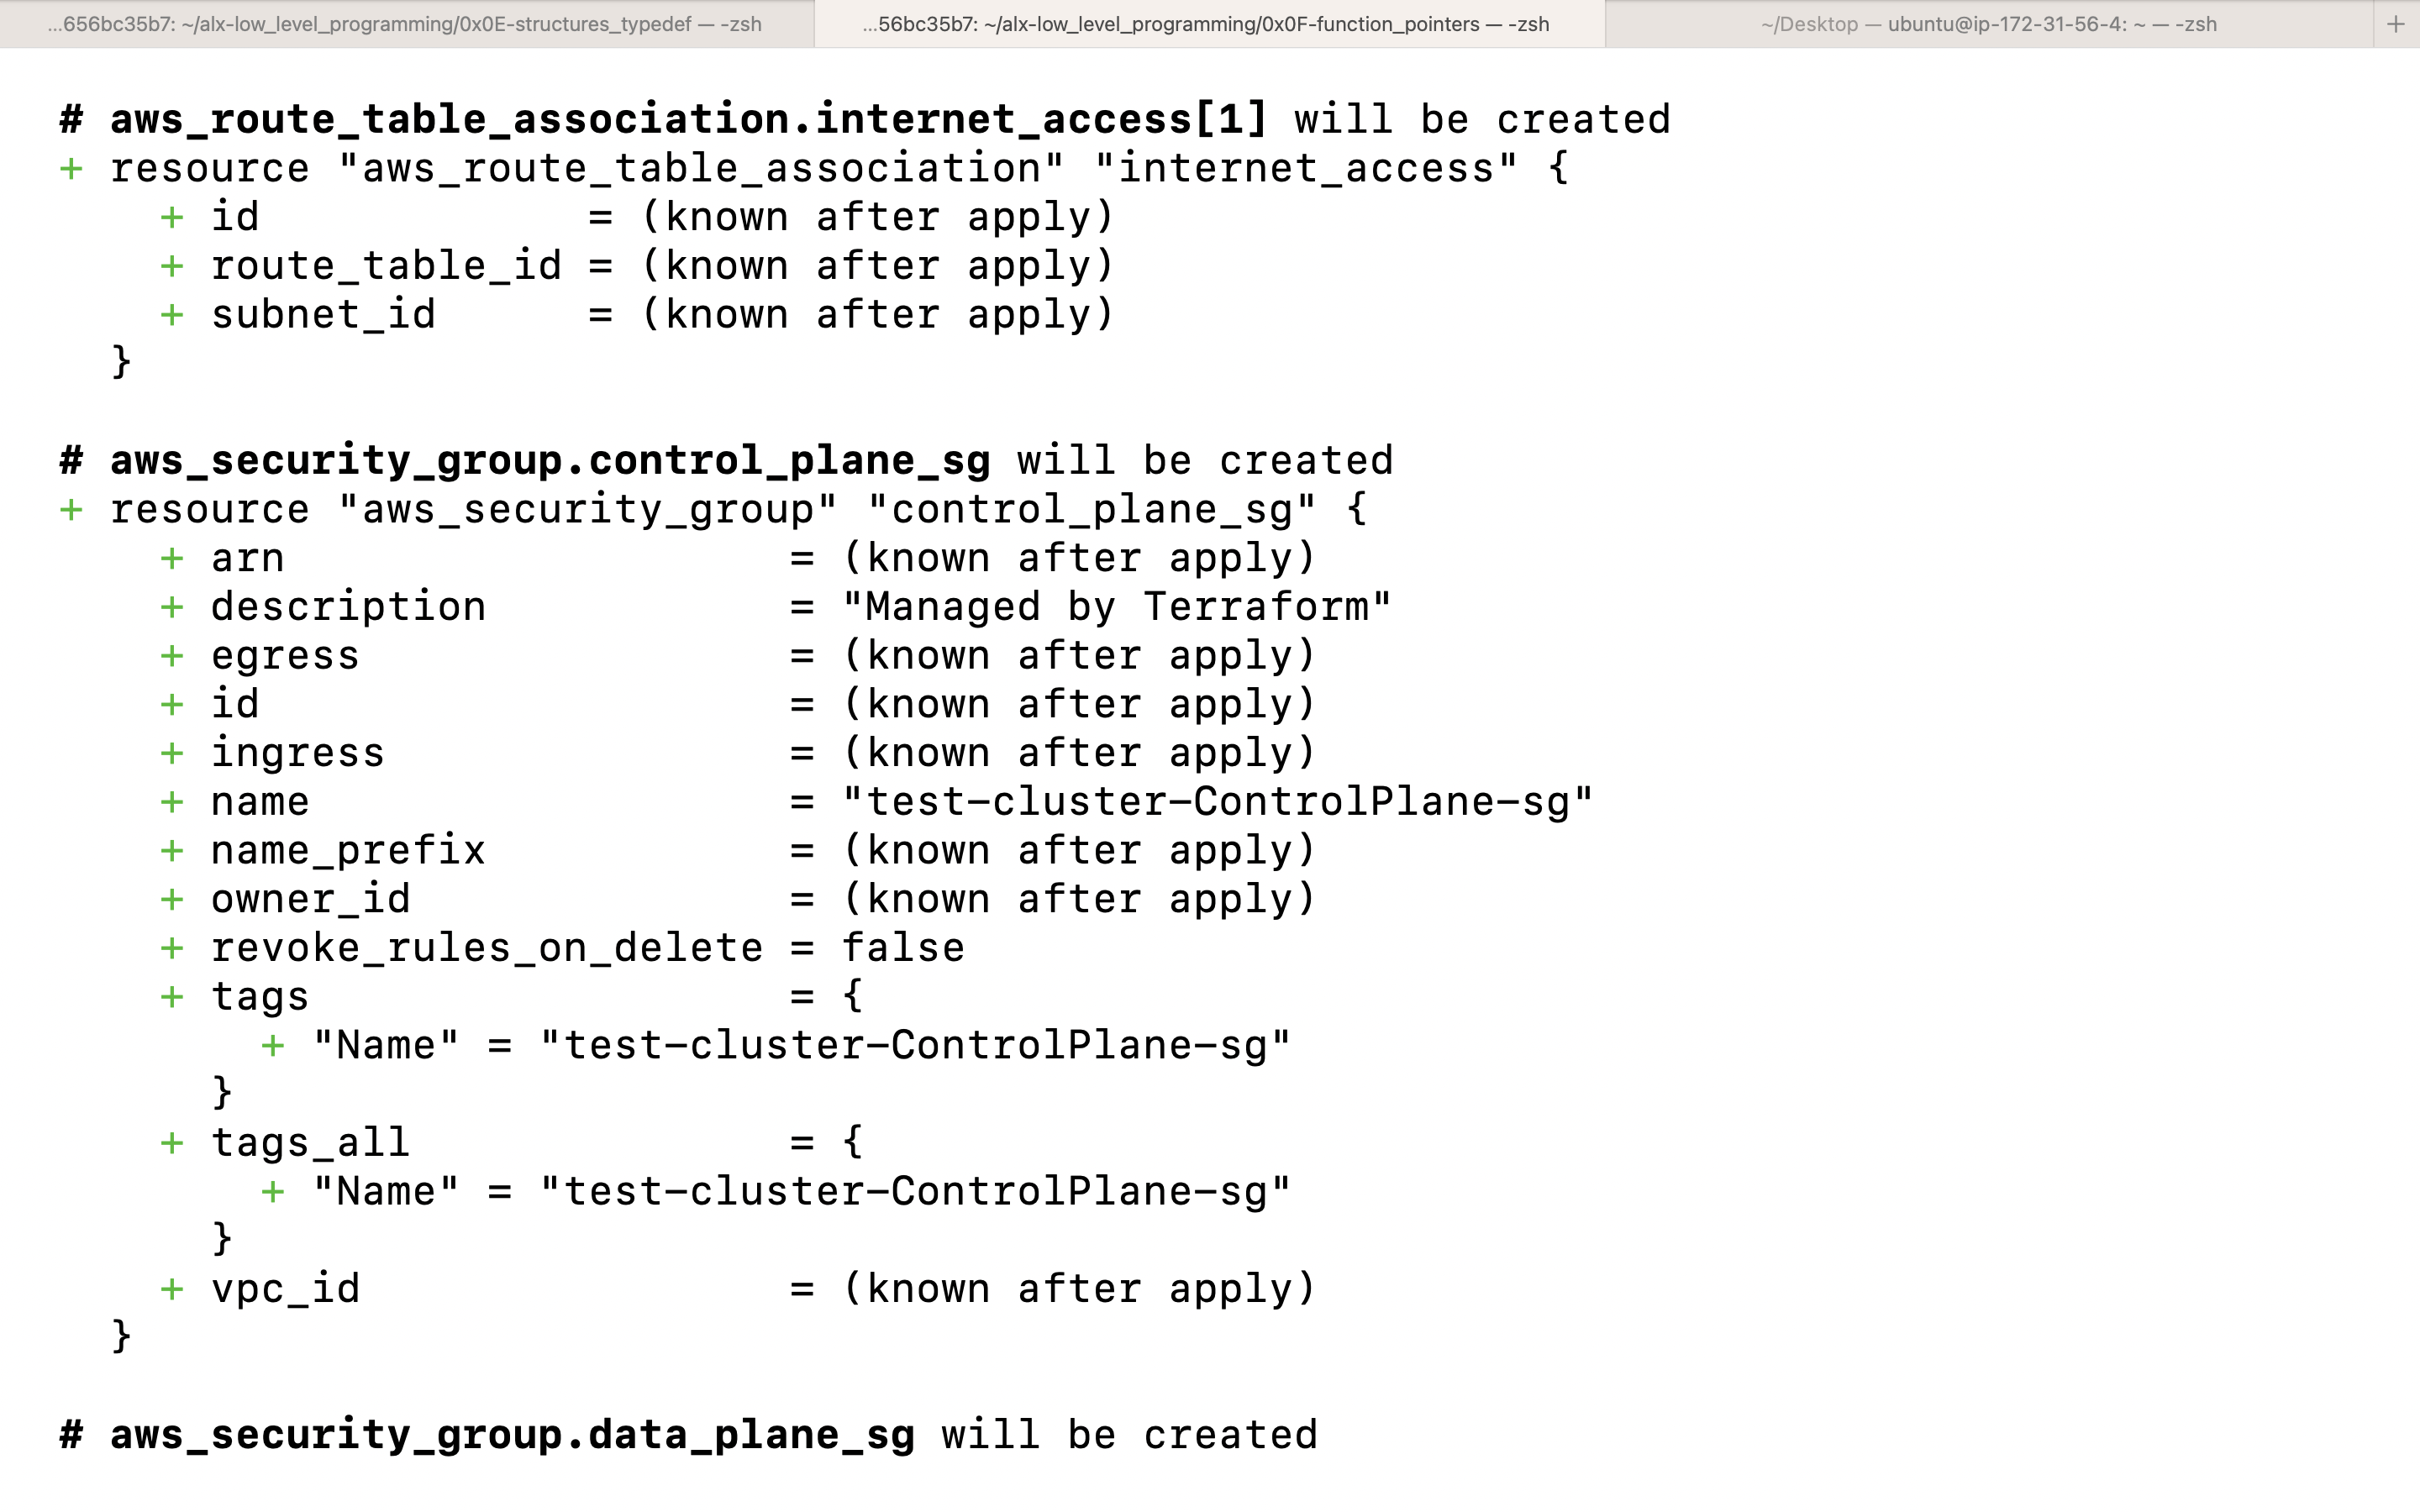 ...656bc35b7: ~/alx-low_level_programming/0x0E-structures_typedef — -zsh
...56bc35b7: ~/alx-low_level_programming/0x0F-function_pointers — -zsh
~/Desktop — ubuntu@ip-172-31-56-4: ~ — -zsh
+
# aws_route_table_association.internet_access[1] will be created
+ resource "aws_route_table_association" "internet_access" {
    + id             = (known after apply)
    + route_table_id = (known after apply)
    + subnet_id      = (known after apply)
  }
# aws_security_group.control_plane_sg will be created
+ resource "aws_security_group" "control_plane_sg" {
    + arn                    = (known after apply)
    + description            = "Managed by Terraform"
    + egress                 = (known after apply)
    + id                     = (known after apply)
    + ingress                = (known after apply)
    + name                   = "test-cluster-ControlPlane-sg"
    + name_prefix            = (known after apply)
    + owner_id               = (known after apply)
    + revoke_rules_on_delete = false
    + tags                   = {
        + "Name" = "test-cluster-ControlPlane-sg"
      }
    + tags_all               = {
        + "Name" = "test-cluster-ControlPlane-sg"
      }
    + vpc_id                 = (known after apply)
  }
# aws_security_group.data_plane_sg will be created